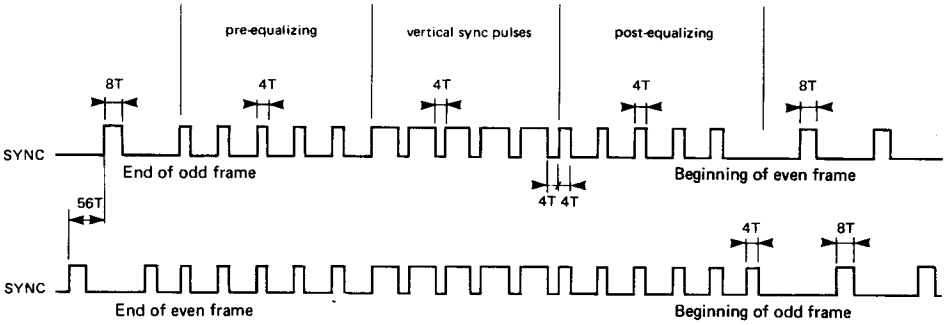 pre-equalizing vertical sync pulses post-equalizing
8T 4T 4T 4T 8T
SYNC
End of odd frame Beginning of even frame
4T 4T
56T
4T 8T
SYNC
End of even frame Beginning of odd frame